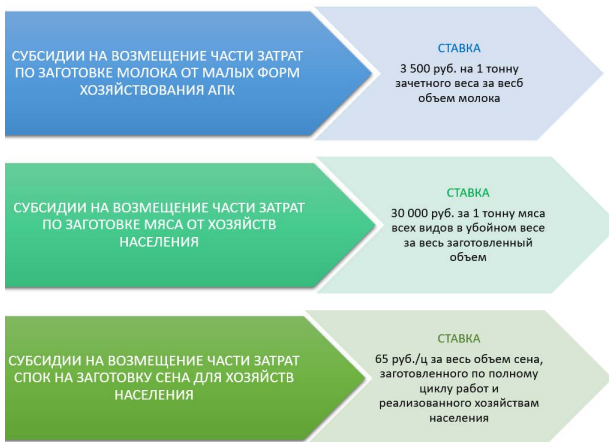 СУБСИДИИ НА ВОЗМЕЩЕНИЕ ЧАСТИ ЗАТРАТ
ПО ЗАГОТОВКЕ МОЛОКА ОТ МАЛЫХ ФОРМ
ХОЗЯЙСТВОВАНИЯ АПК
СТАВКА
3 500 руб. на 1 тонну
зачетного веса за весб
объем молока
СУБСИДИИ НА ВОЗМЕЩЕНИЕ ЧАСТИ ЗАТРАТ
ПО ЗАГОТОВКЕ МЯСА ОТ ХОЗЯЙСТВ
НАСЕЛЕНИЯ
СТАВКА
30 000 руб. за 1 тонну мяса
всех видов в убойном весе
за весь заготовленный
объем
СУБСИДИИ НА ВОЗМЕЩЕНИЕ ЧАСТИ ЗАТРАТ
СПОК НА ЗАГОТОВКУ СЕНА ДЛЯ ХОЗЯЙСТВ
НАСЕЛЕНИЯ
СТАВКА
65 руб./ц за весь объем сена,
заготовленного по полному
циклу работ и
реализованного хозяйствам
населения